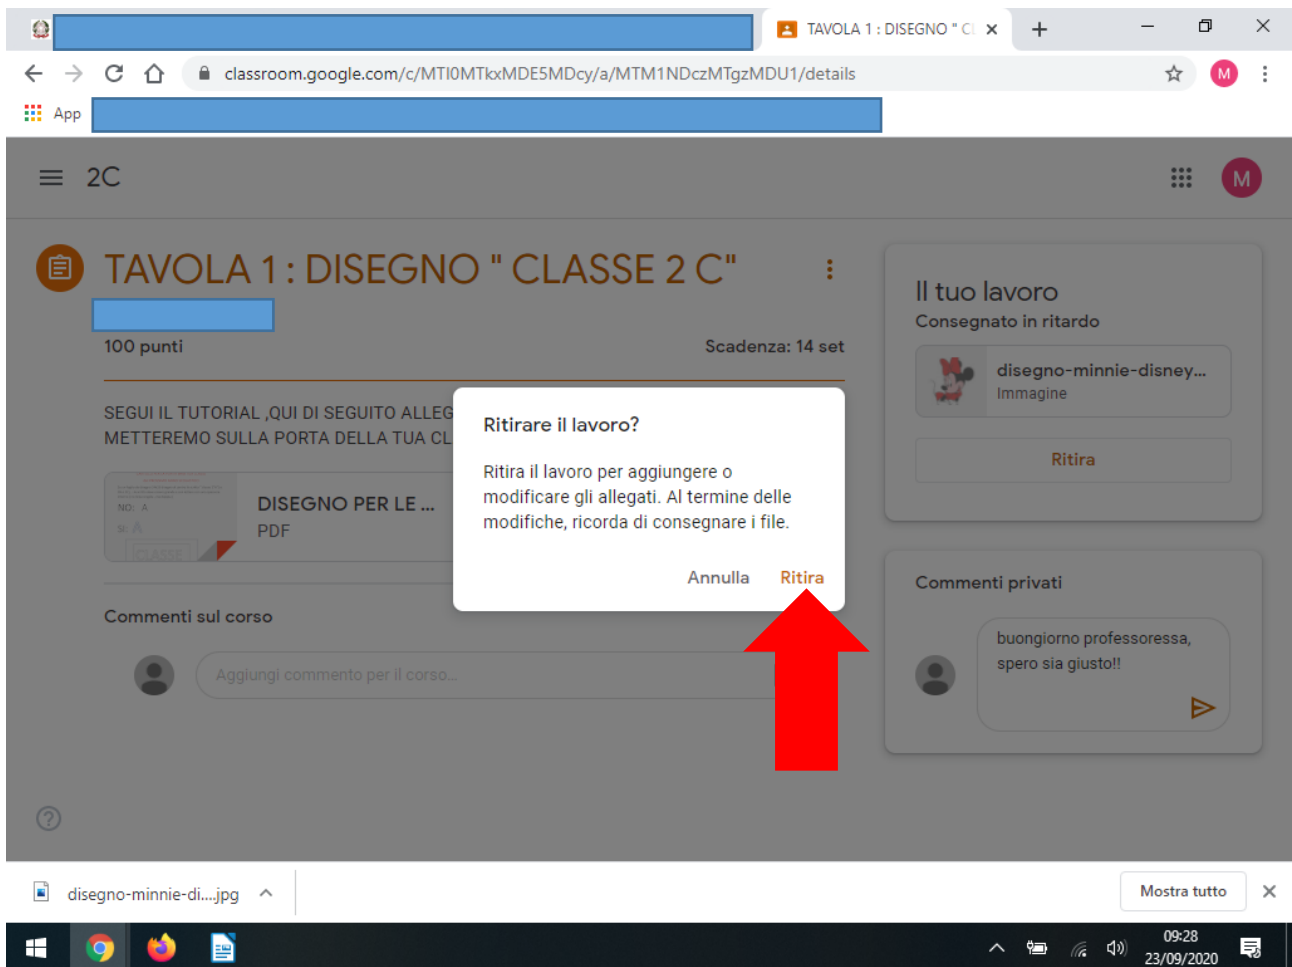 TAVOLA 1 : DISEGNO " Cl
classroom.google.com/c/MTI0MTkxMDE5MDcy/a/MTM1NDczMTgzMDU1/details
M
App
2C
M
TAVOLA 1 : DISEGNO " CLASSE 2 C"
100 punti
Scadenza: 14 set
SEGUI IL TUTORIAL ,QUI DI SEGUITO ALLEG
METTEREMO SULLA PORTA DELLA TUA CL
NO: A
SI: A
CLASSE
DISEGNO PER LE ...
PDF
Commenti sul corso
Aggiungi commento per il corso...
Ritirare il lavoro?
Ritira il lavoro per aggiungere o
modificare gli allegati. Al termine delle
modifiche, ricorda di consegnare i file.
Annulla Ritira
Il tuo lavoro
Consegnato in ritardo
disegno-minnie-disney...
Immagine
Ritira
Commenti privati
buongiorno professoressa,
spero sia giusto!!
disegno-minnie-di....jpg
Mostra tutto
09:28
23/09/2020